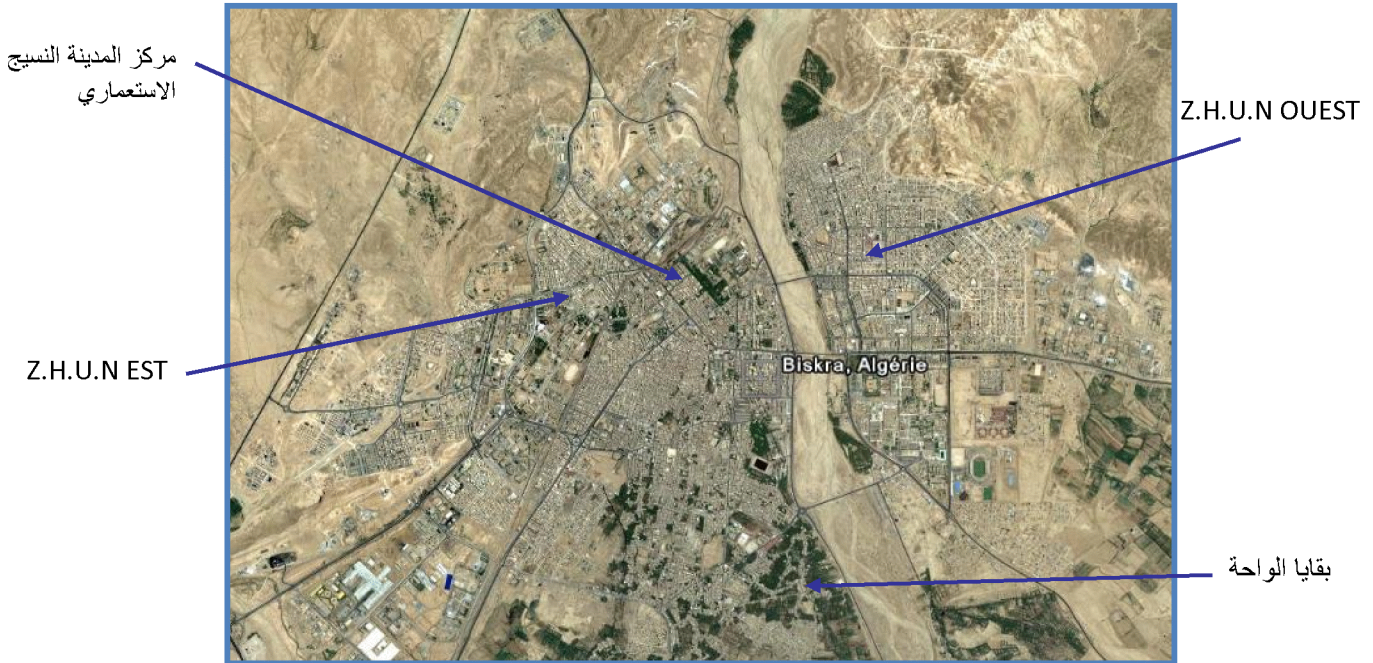 مركز المدينة النسيج
الاستعماري
Z.H.U.N OUEST
Z.H.U.N EST
Biskra, Algérie
بقايا الواحة